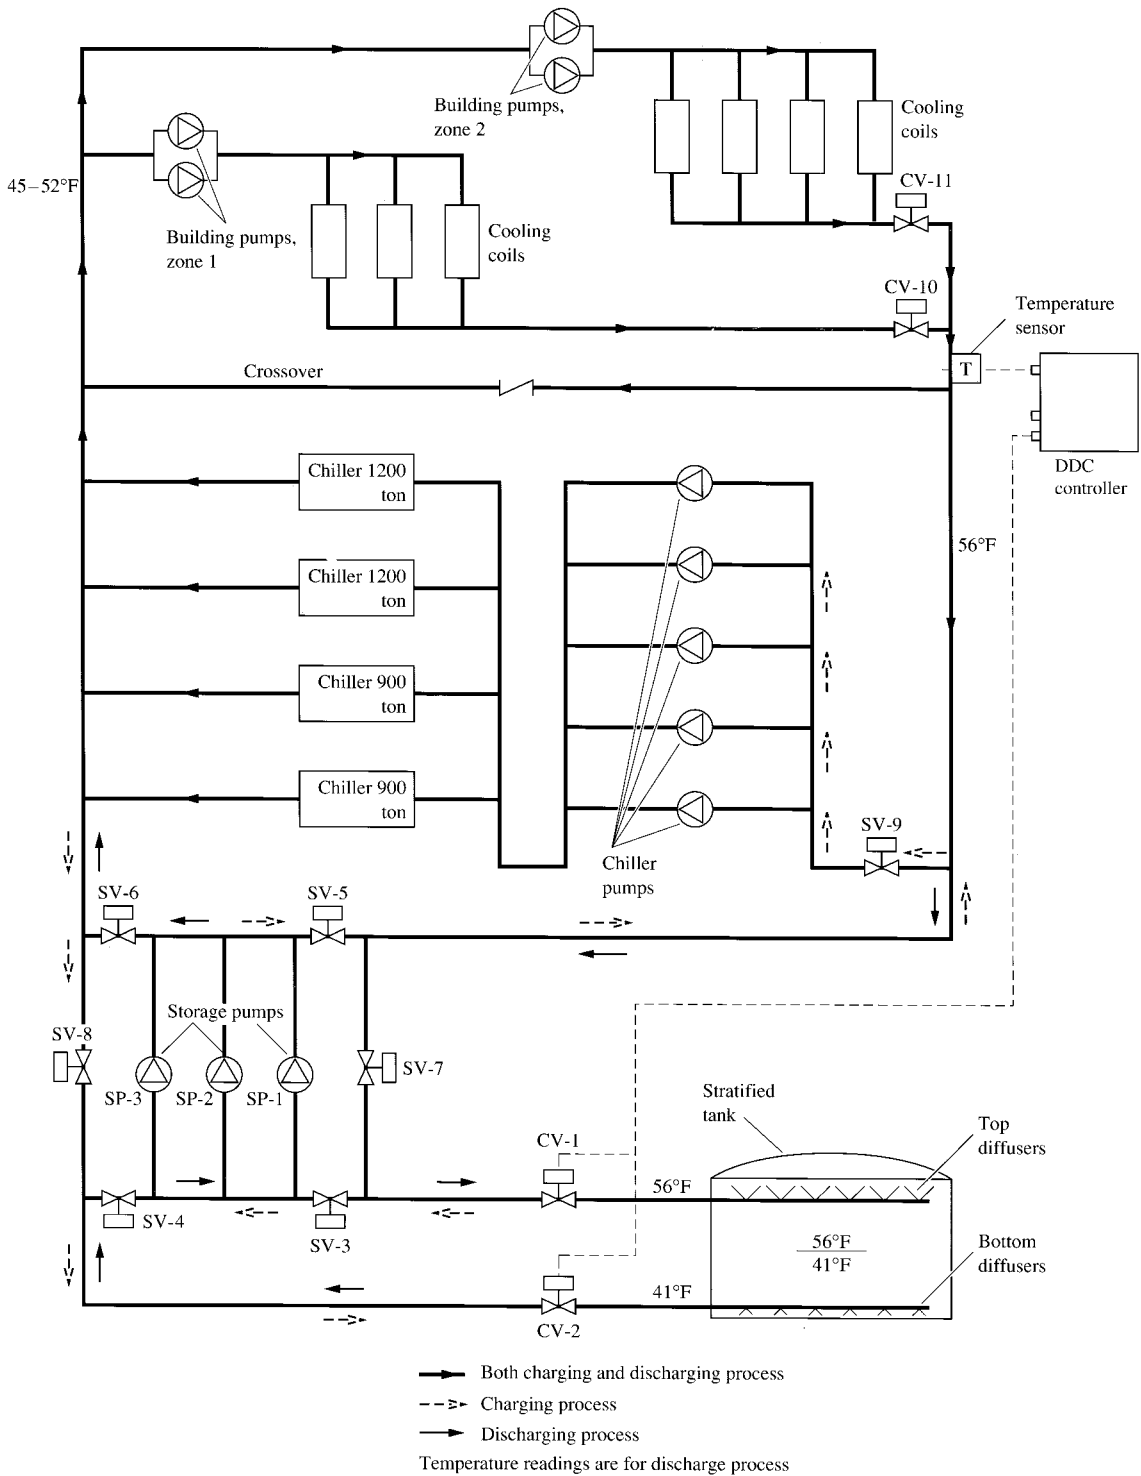 Building pumps,
zone 2
Cooling
coils
45–52°F
CV-11
Building pumps,
zone 1
Cooling
coils
CV-10
Temperature
sensor
Crossover
T
DDC
controller
Chiller 1200
ton
56°F
Chiller 1200
ton
Chiller 900
ton
Chiller 900
ton
SV-9
Chiller
pumps
SV-6
SV-5
Storage pumps
SV-8
SV-7
SP-3
SP-2
SP-1
Stratified
tank
Top
diffusers
CV-1
56°F
SV-4
SV-3
56°F
41°F
Bottom
diffusers
41°F
CV-2
Both charging and discharging process
Charging process
Discharging process
Temperature readings are for discharge process